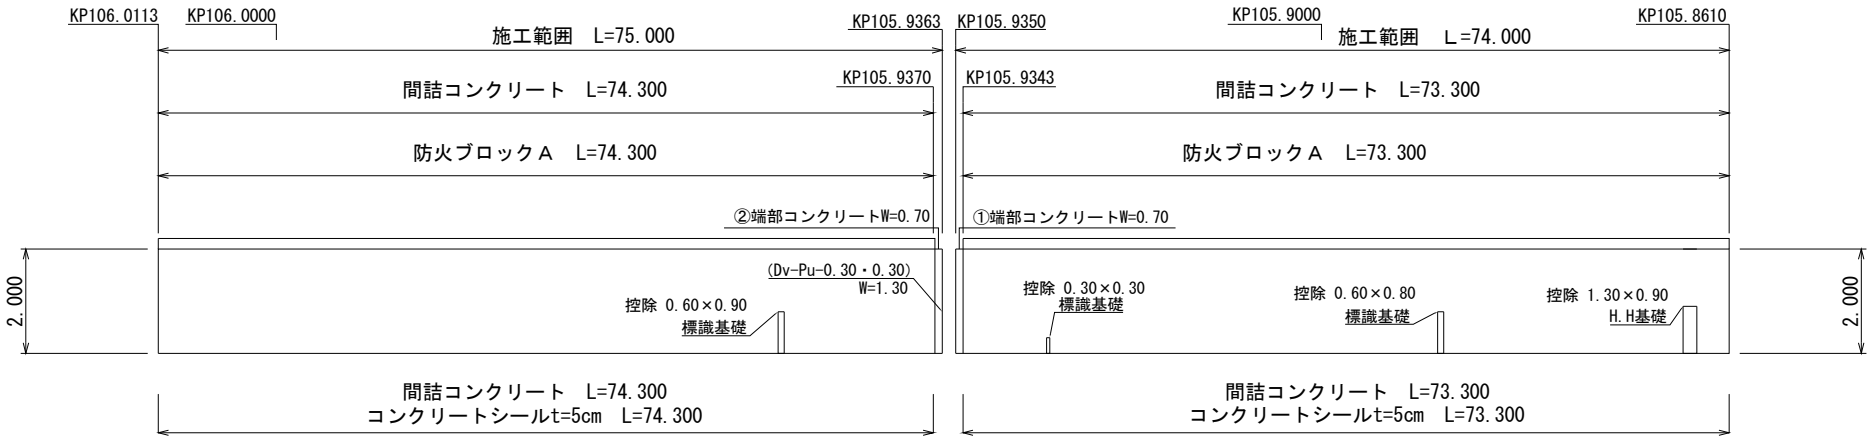 KP106.0113
KP106.0000
KP105.9363
KP105.9350
KP105.9000
KP105.8610
施工範囲 L=75.000
施工範囲 L=74.000
KP105.9370
KP105.9343
間詰コンクリート L=74.300
間詰コンクリート L=73.300
防火ブロックA L=74.300
防火ブロックA L=73.300
②端部コンクリートW=0.70
①端部コンクリートW=0.70
2.000
(Dv-Pu-0.30・0.30)
W=1.30
控除 0.60×0.90
標識基礎
控除 0.30×0.30
標識基礎
控除 0.60×0.80
標識基礎
控除 1.30×0.90
H.H基礎
2.000
間詰コンクリート L=74.300
コンクリートシールt=5cm L=74.300
間詰コンクリート L=73.300
コンクリートシールt=5cm L=73.300